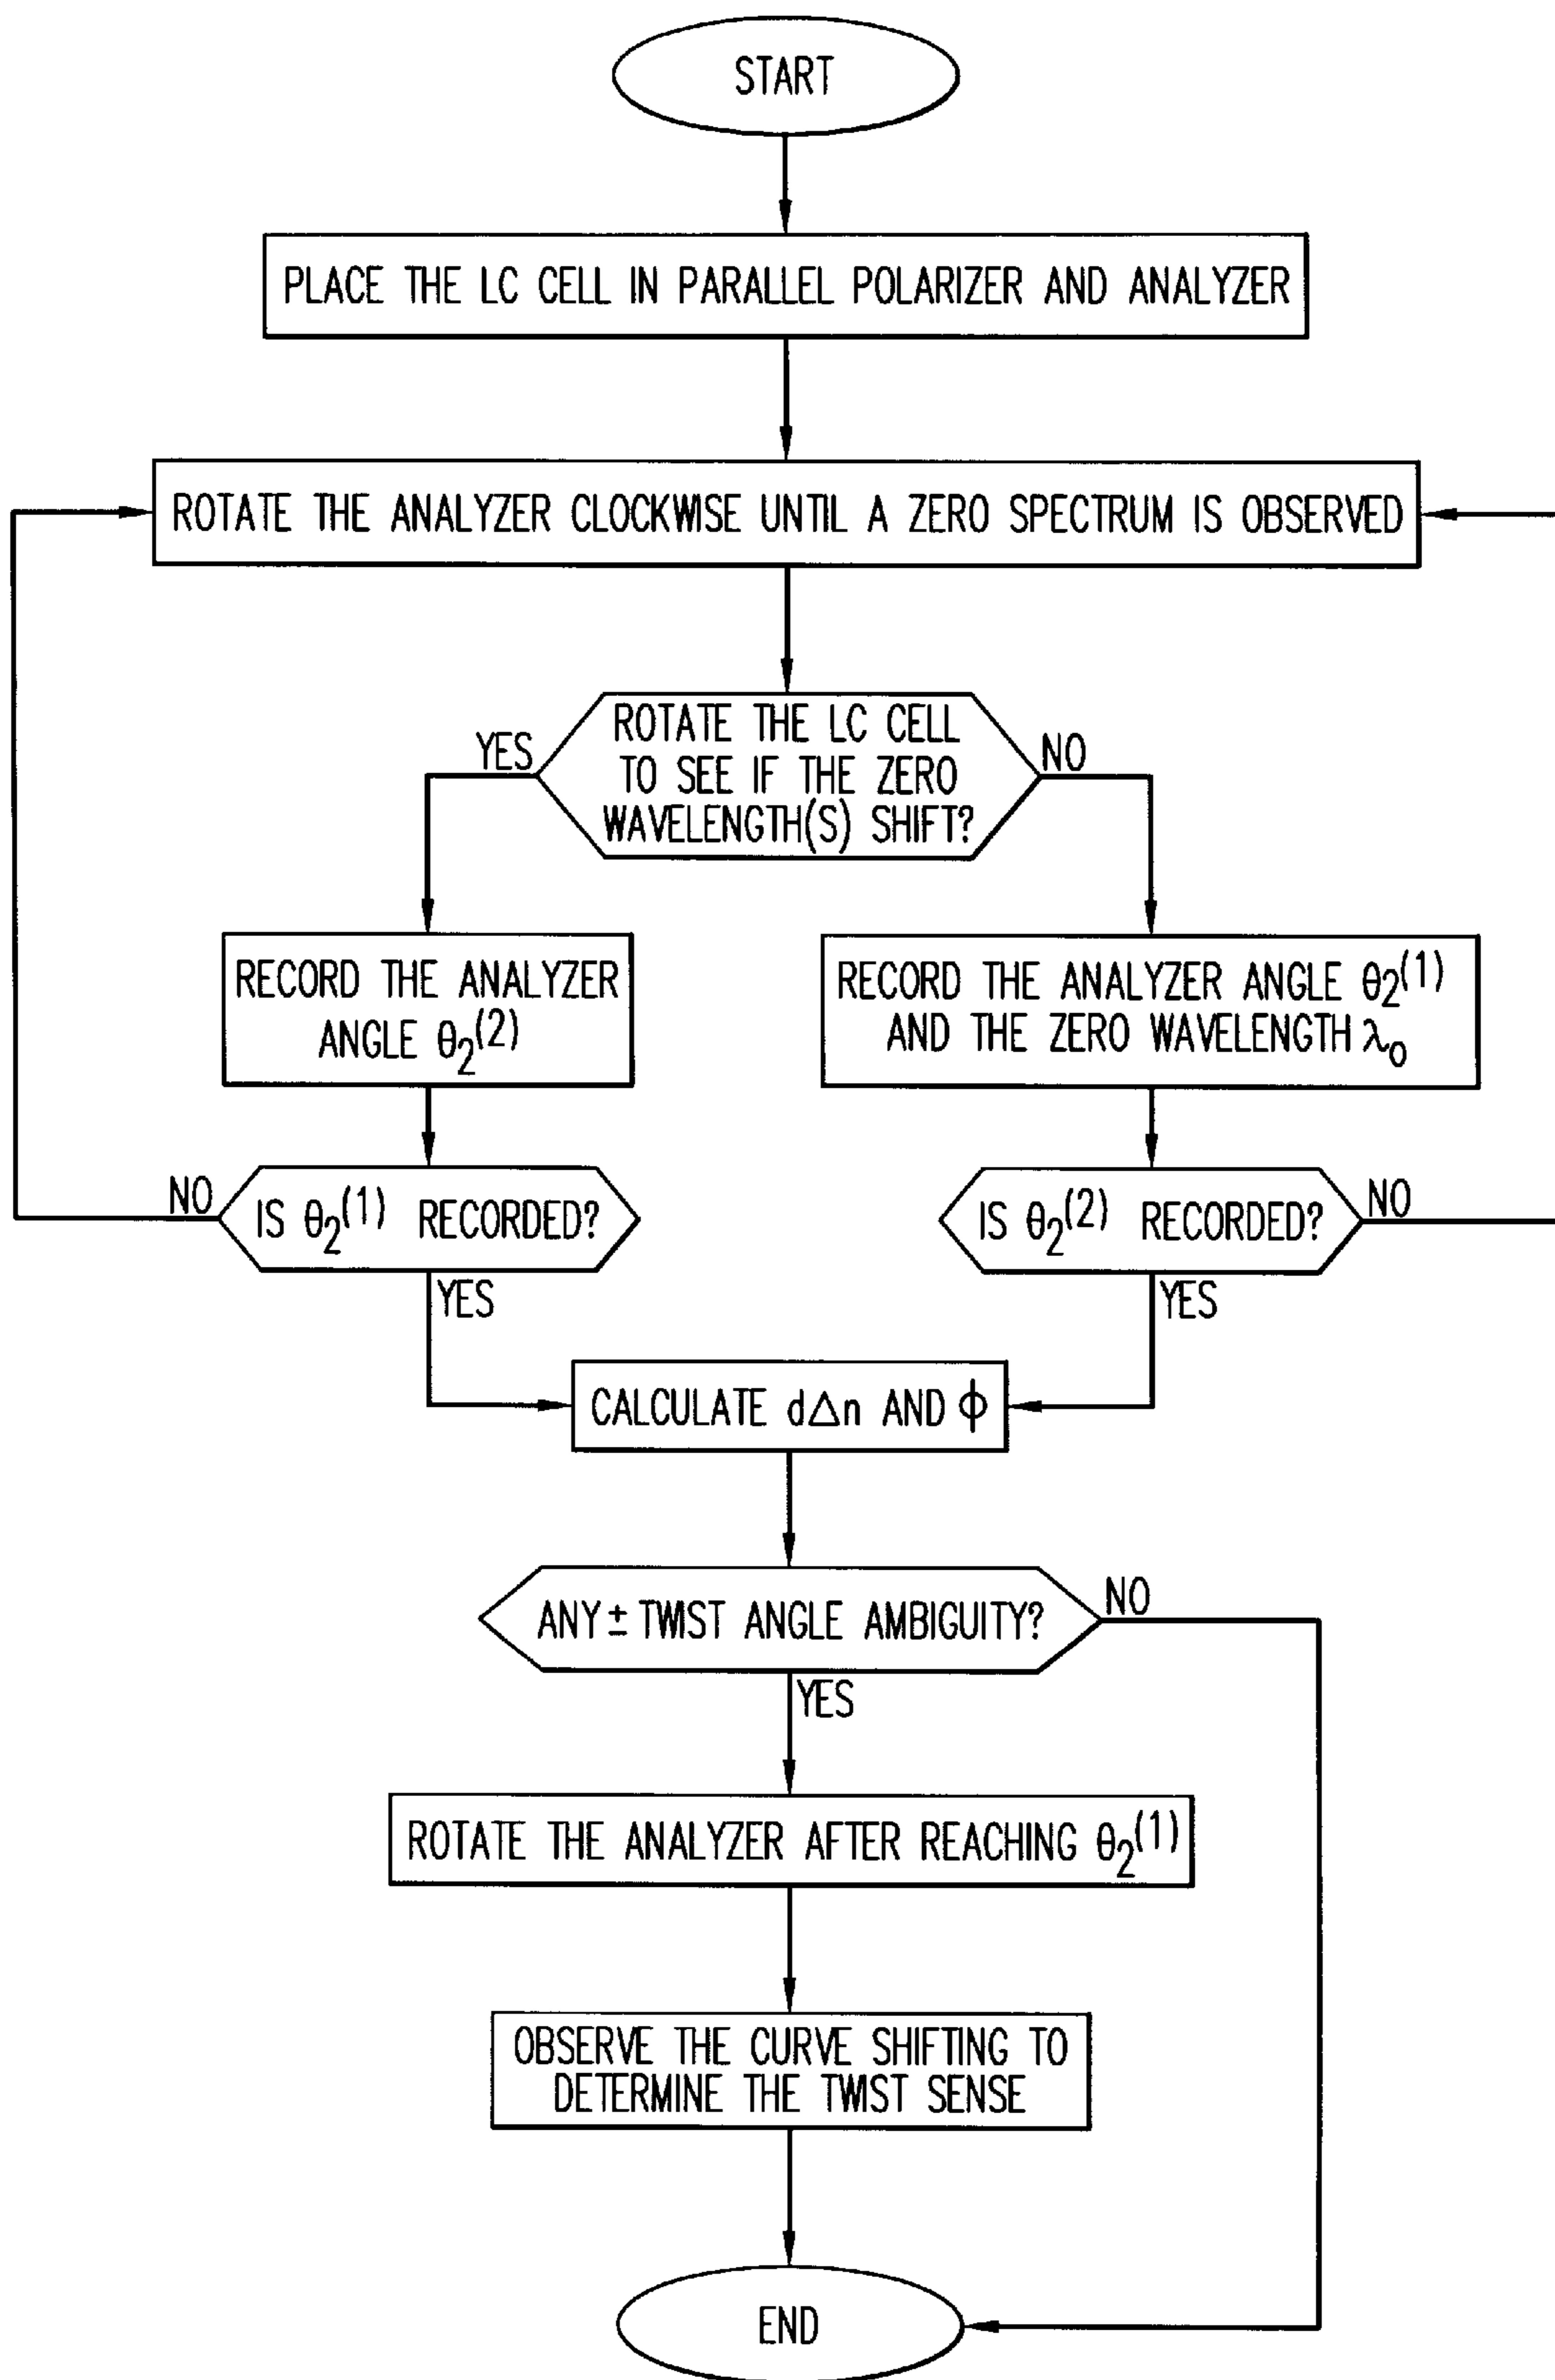 START
PLACE THE LC CELL IN PARALLEL POLARIZER AND ANALYZER
ROTATE THE ANALYZER CLOCKWISE UNTIL A ZERO SPECTRUM IS OBSERVED
ROTATE THE LC CELL
TO SEE IF THE ZERO
WAVELENGTH(S) SHIFT?
YES
NO
RECORD THE ANALYZER
ANGLE θ₂⁽²⁾
RECORD THE ANALYZER ANGLE θ₂⁽¹⁾
AND THE ZERO WAVELENGTH λ₀
NO
IS θ₂⁽¹⁾ RECORDED?
YES
IS θ₂⁽²⁾ RECORDED?
NO
YES
CALCULATE d△n AND ϕ
ANY ± TWIST ANGLE AMBIGUITY?
NO
YES
ROTATE THE ANALYZER AFTER REACHING θ₂⁽¹⁾
OBSERVE THE CURVE SHIFTING TO
DETERMINE THE TWIST SENSE
END